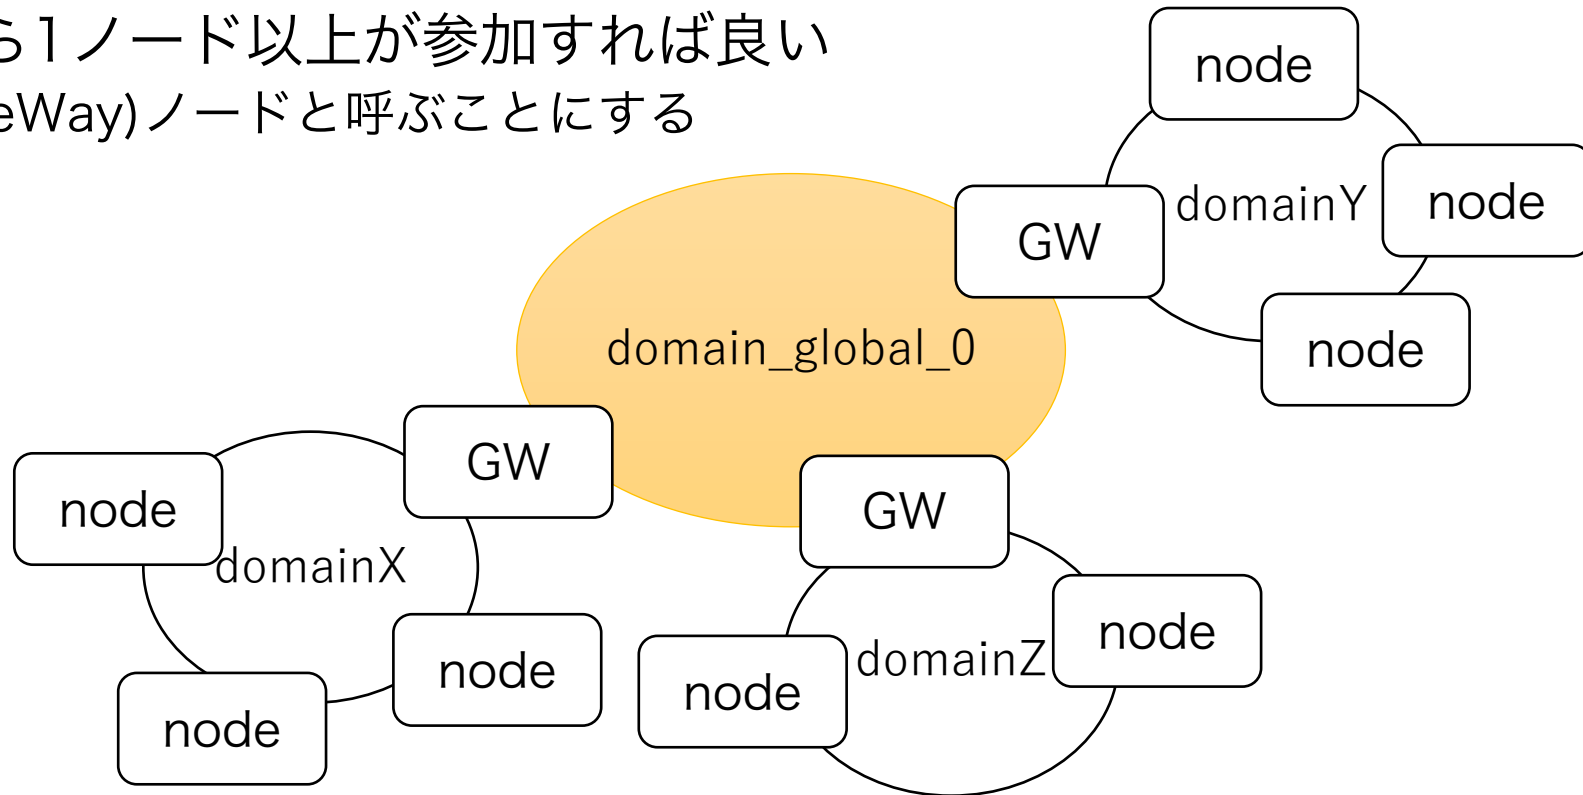 ら1ノード以上が参加すれば良い
eWay)ノードと呼ぶことにする
node
domainY
node
GW
node
domain_global_0
GW
node
domainX
node
node
GW
node
domainZ
node